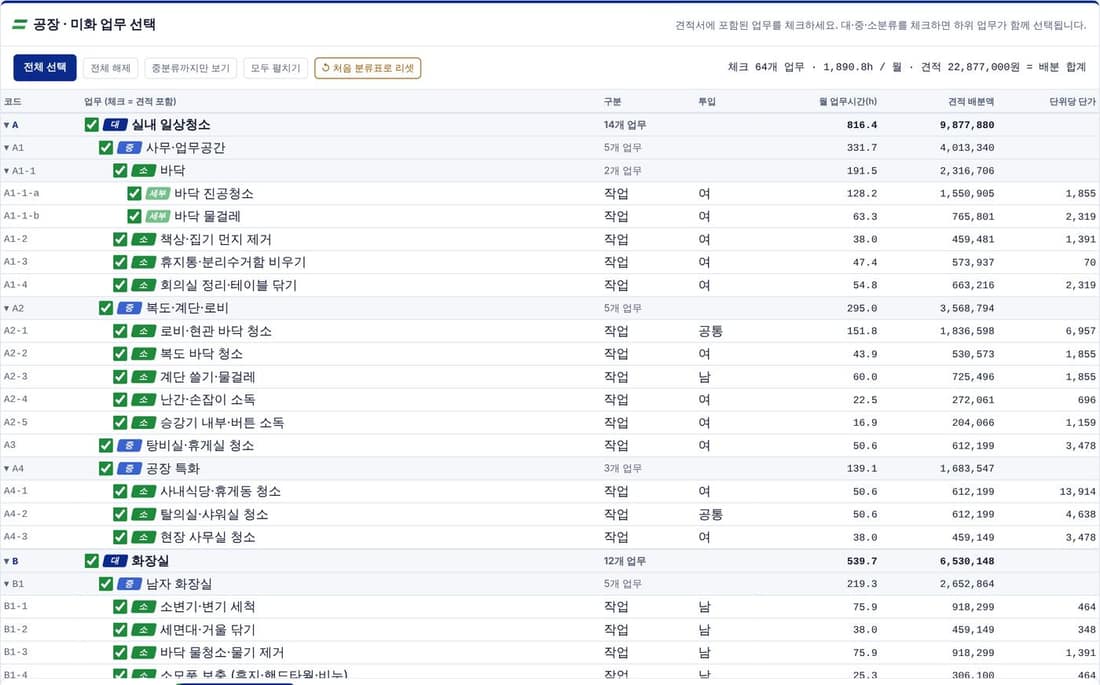 공장 · 미화 업무 선택
견적서에 포함된 업무를 체크하세요. 대·중·소분류를 체크하면 하위 업무가 함께 선택됩니다.
전체 선택 전체 해제 중분류까지만 보기 모두 펼치기 처음 분류표로 리셋 체크 64개 업무 · 1,890.8h / 월 · 견적 22,877,000원 = 배분 합계
코드 업무 (체크 = 견적 포함) 구분 투입 월 업무시간(h) 견적 배분액 단위당 단가
▾ A 대 실내 일상청소 14개 업무 816.4 9,877,880
▾ A1 중 사무·업무공간 5개 업무 331.7 4,013,340
▾ A1-1 소 바닥 2개 업무 191.5 2,316,706
A1-1-a 세부 바닥 진공청소 작업 여 128.2 1,550,905 1,855
A1-1-b 세부 바닥 물걸레 작업 여 63.3 765,801 2,319
A1-2 소 책상·집기 먼지 제거 작업 여 38.0 459,481 1,391
A1-3 소 휴지통·분리수거함 비우기 작업 여 47.4 573,937 70
A1-4 소 회의실 정리·테이블 닦기 작업 여 54.8 663,216 2,319
▾ A2 중 복도·계단·로비 5개 업무 295.0 3,568,794
A2-1 소 로비·현관 바닥 청소 작업 공통 151.8 1,836,598 6,957
A2-2 소 복도 바닥 청소 작업 여 43.9 530,573 1,855
A2-3 소 계단 쓸기·물걸레 작업 남 60.0 725,496 1,855
A2-4 소 난간·손잡이 소독 작업 여 22.5 272,061 696
A2-5 소 승강기 내부·버튼 소독 작업 여 16.9 204,066 1,159
A3 중 탕비실·휴게실 청소 작업 여 50.6 612,199 3,478
▾ A4 중 공장 특화 3개 업무 139.1 1,683,547
A4-1 소 사내식당·휴게동 청소 작업 여 50.6 612,199 13,914
A4-2 소 탈의실·샤워실 청소 작업 공통 50.6 612,199 4,638
A4-3 소 현장 사무실 청소 작업 여 38.0 459,149 3,478
▾ B 대 화장실 12개 업무 539.7 6,530,148
▾ B1 중 남자 화장실 5개 업무 219.3 2,652,864
B1-1 소 소변기·변기 세척 작업 남 75.9 918,299 464
B1-2 소 세면대·거울 닦기 작업 남 38.0 459,149 348
B1-3 소 바닥 물청소·물기 제거 작업 남 75.9 918,299 1,391
B1-4 소 소모품 보충 (휴지·핸드타월·비누) 작업 남 25.3 306,100 464